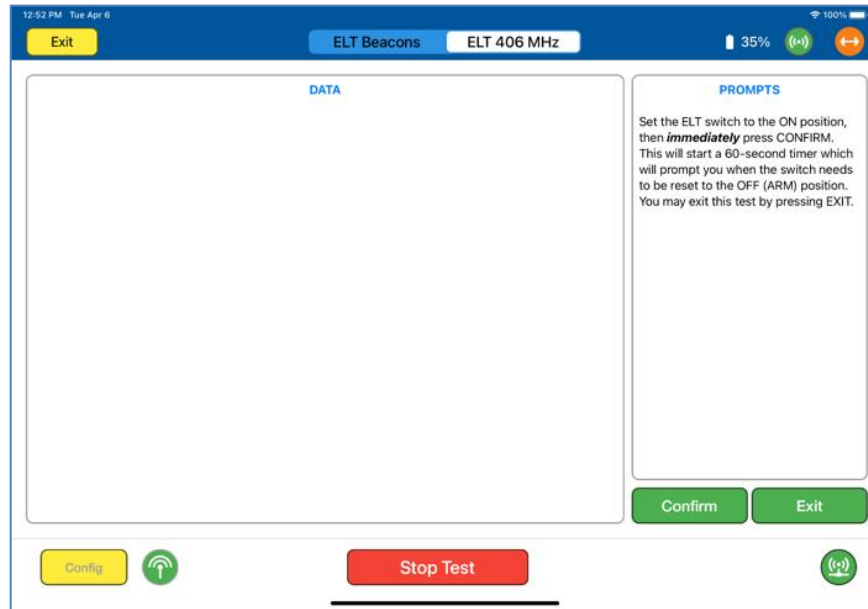 12:52 PM Tue Apr 6
100%
Exit
ELT Beacons
ELT 406 MHz
35%
DATA
PROMPTS
Set the ELT switch to the ON position,
then immediately press CONFIRM.
This will start a 60-second timer which
will prompt you when the switch needs
to be reset to the OFF (ARM) position.
You may exit this test by pressing EXIT.
Confirm
Exit
Config
Stop Test